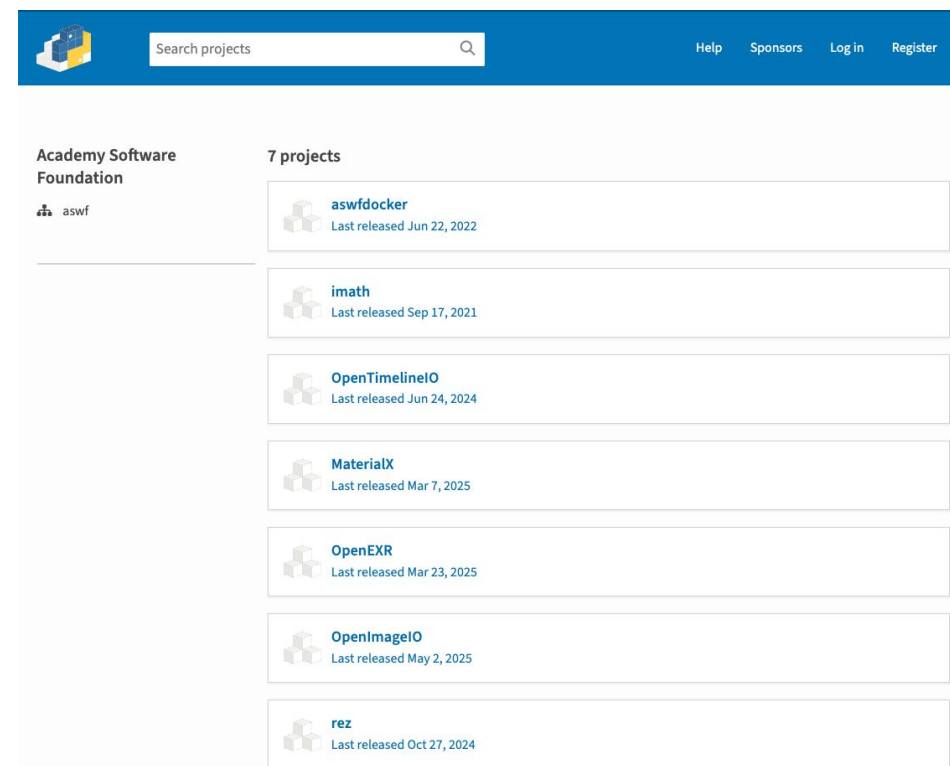 Search projects
Help Sponsors Log in Register
Academy Software
Foundation
aswf
7 projects
aswfdocker
Last released Jun 22, 2022
imath
Last released Sep 17, 2021
OpenTimelineIO
Last released Jun 24, 2024
MaterialX
Last released Mar 7, 2025
OpenEXR
Last released Mar 23, 2025
OpenImageIO
Last released May 2, 2025
rez
Last released Oct 27, 2024